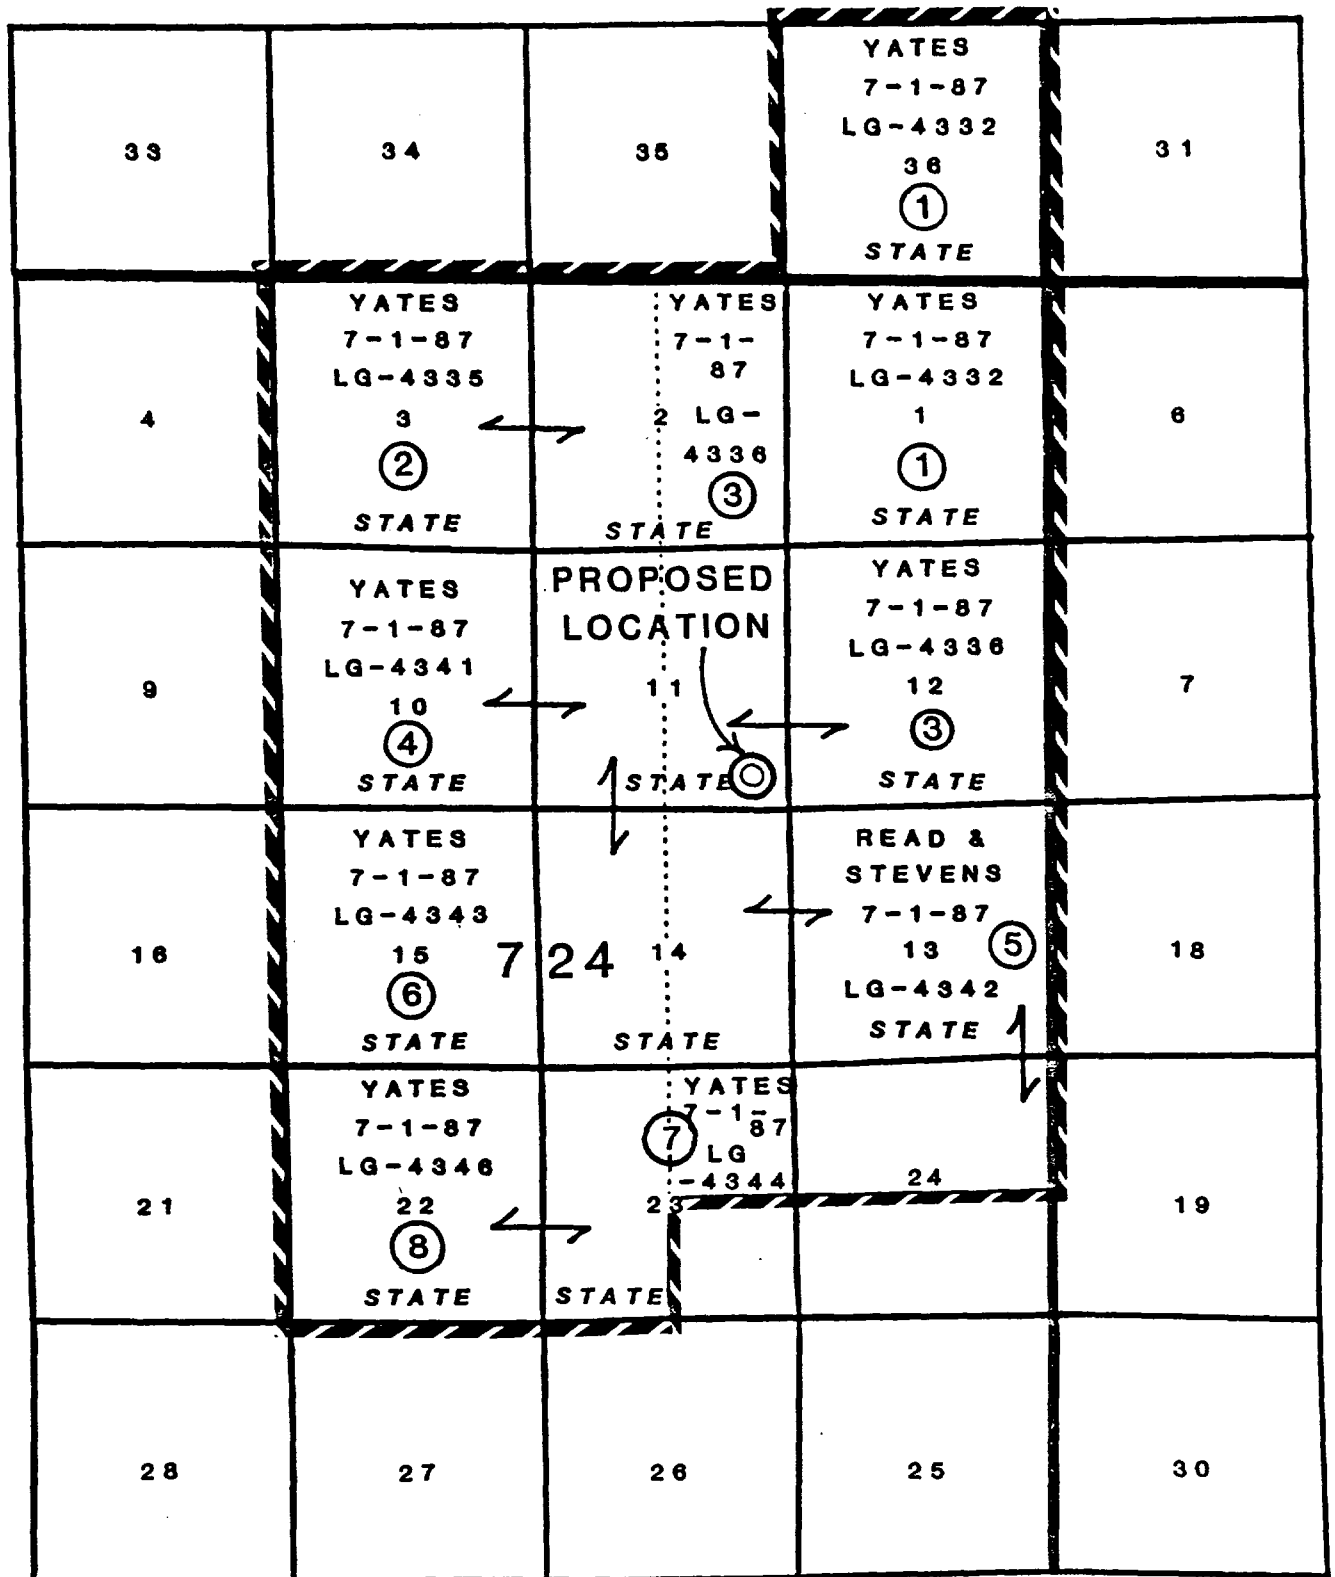 33
34
35
YATES
7-1-87
LG-4332
36
1
STATE
31
4
YATES
7-1-87
LG-4335
3
2
STATE
2
YATES
7-1-
87
LG-
4336
3
STATE
YATES
7-1-87
LG-4332
1
1
STATE
6
9
YATES
7-1-87
LG-4341
10
4
STATE
PROPOSED
LOCATION
11
STATE
YATES
7-1-87
LG-4336
12
3
STATE
7
16
YATES
7-1-87
LG-4343
15
6
STATE
7 24
14
STATE
READ &
STEVENS
7-1-87
13
5
LG-4342
STATE
18
21
YATES
7-1-87
LG-4346
22
8
STATE
YATES
7-1-
87
7
LG
-4344
23
STATE
24
19
28
27
26
25
30